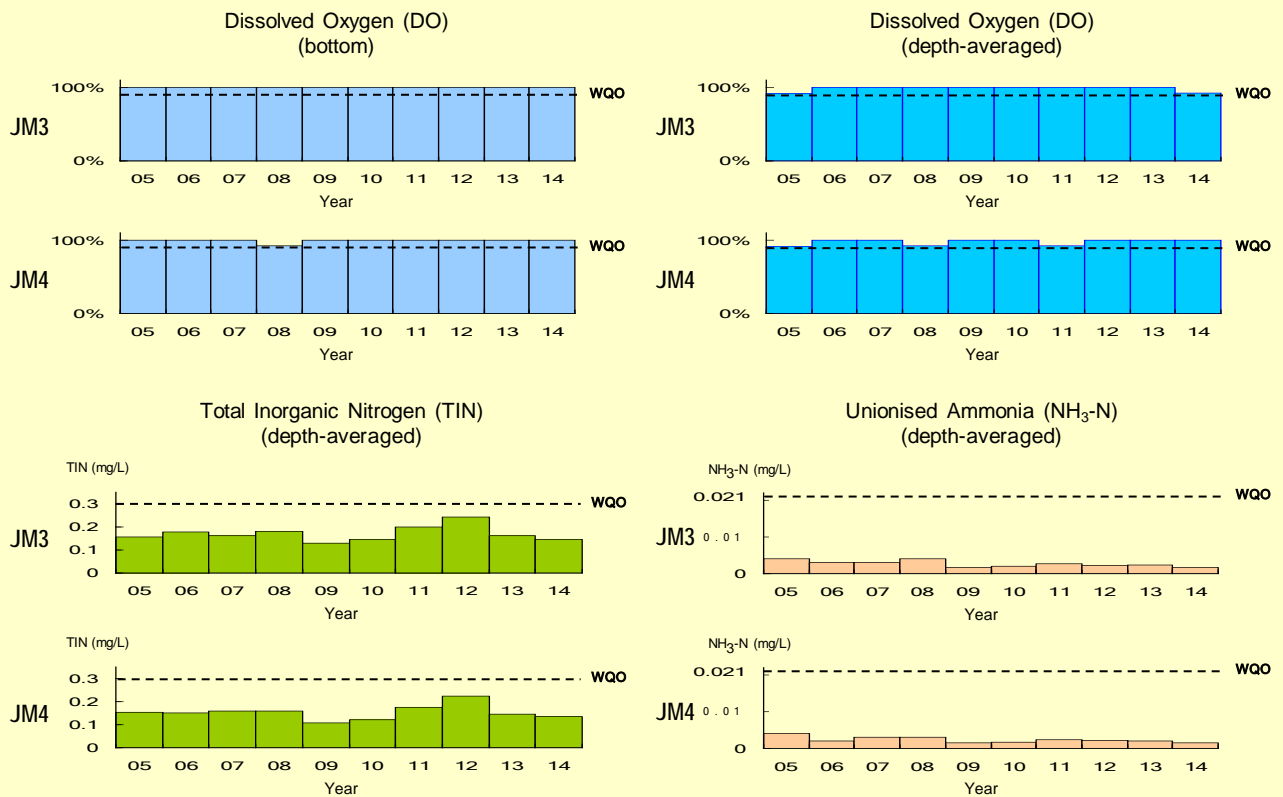 Dissolved Oxygen (DO)
(bottom)
100%
WQO
JM3
0%
05 06 07 08 09 10 11 12 13 14
Year
100%
WQO
JM4
0%
05 06 07 08 09 10 11 12 13 14
Year
Dissolved Oxygen (DO)
(depth-averaged)
100%
WQO
JM3
0%
05 06 07 08 09 10 11 12 13 14
Year
100%
WQO
JM4
0%
05 06 07 08 09 10 11 12 13 14
Year
Total Inorganic Nitrogen (TIN)
(depth-averaged)
TIN (mg/L)
0.3
WQO
0.2
JM3
0.1
0
05 06 07 08 09 10 11 12 13 14
Year
TIN (mg/L)
0.3
WQO
0.2
JM4
0.1
0
05 06 07 08 09 10 11 12 13 14
Year
Unionised Ammonia (NH₃-N)
(depth-averaged)
NH₃-N (mg/L)
0.021
WQO
JM3 0.01
0
05 06 07 08 09 10 11 12 13 14
Year
NH₃-N (mg/L)
0.021
WQO
JM4 0.01
0
05 06 07 08 09 10 11 12 13 14
Year